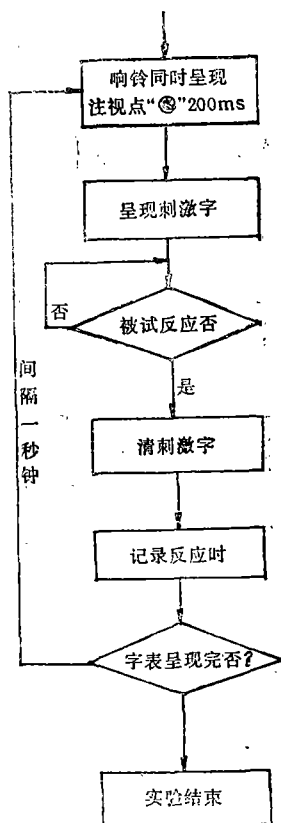 响铃同时呈现
注视点“ ”200ms
呈现刺激字
否
被试反应否
是
清刺激字
间隔一秒钟
记录反应时
字表呈现完否?
实验结束